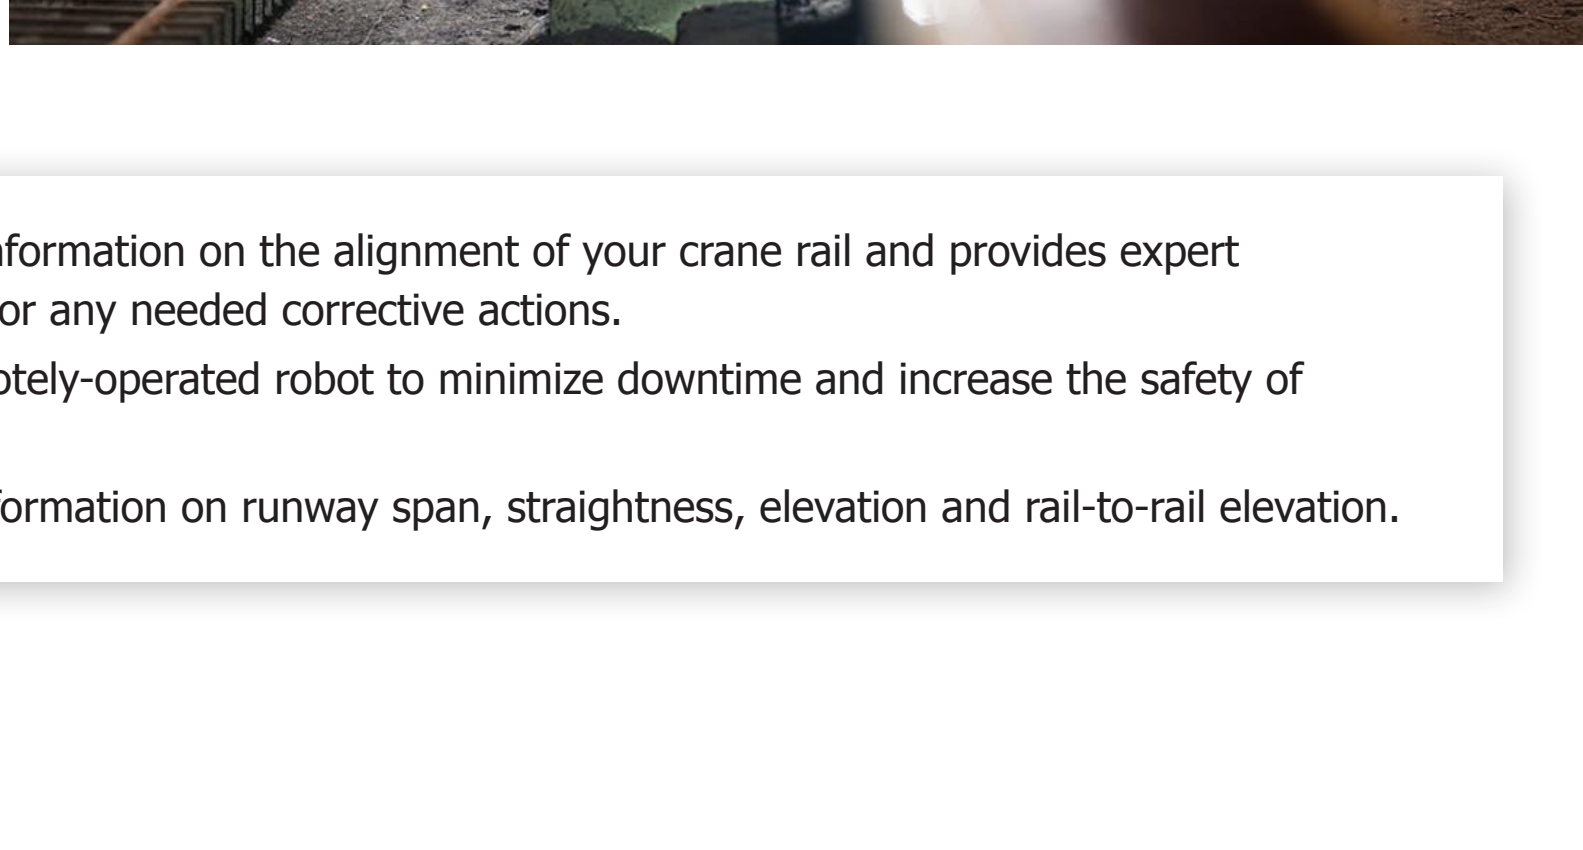 information on the alignment of your crane rail and provides expert
or any needed corrective actions.
otely-operated robot to minimize downtime and increase the safety of
formation on runway span, straightness, elevation and rail-to-rail elevation.